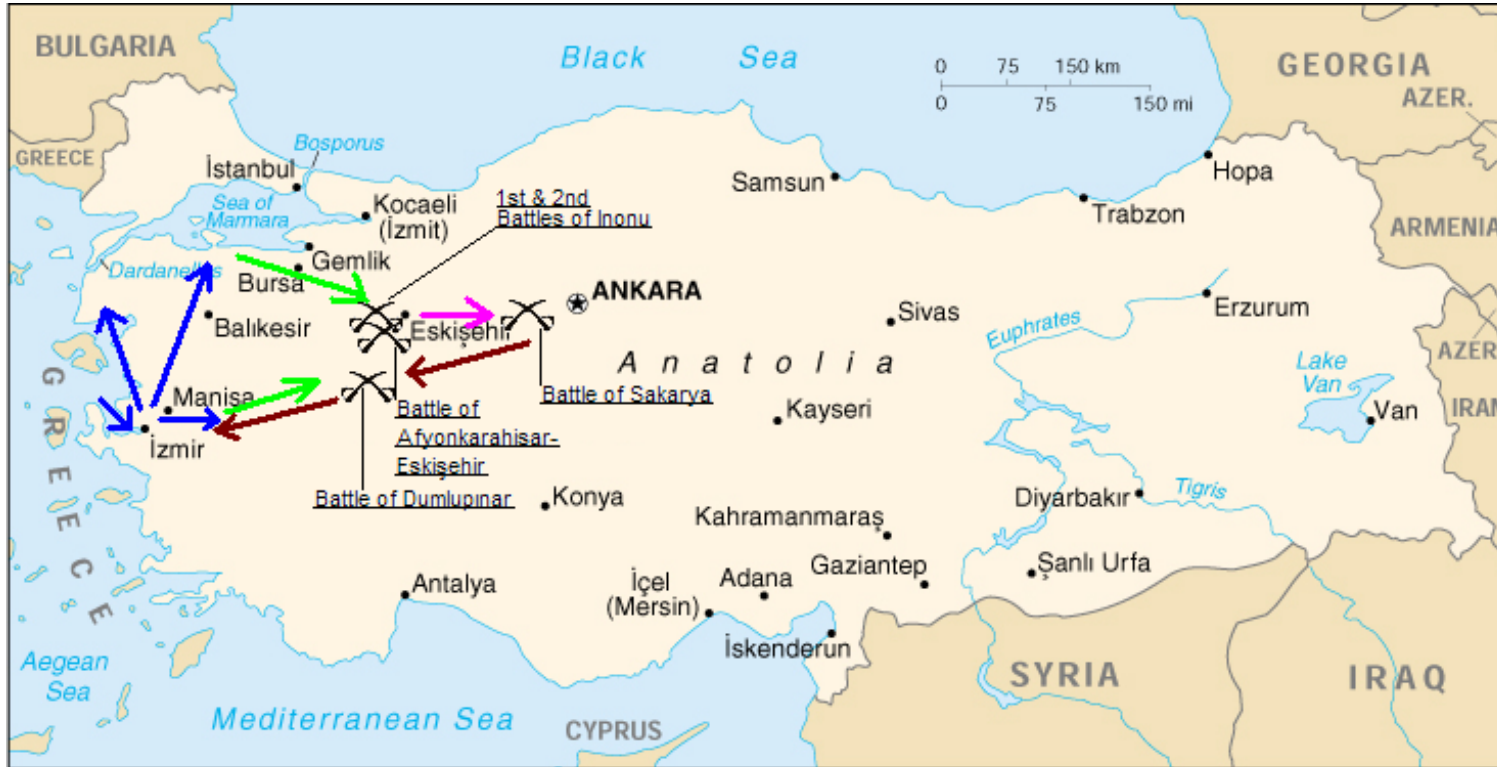 BULGARIA
Black Sea
GEORGIA
0 75 150 km
0 75 150 mi
AZER.
Bosporus
GREECE
İstanbul
Hopa
Samsun
Sea of
Marmara
Kocaeli
(İzmit)
1st & 2nd
Battles of Inonu
Trabzon
ARMENIA
Dardanelles
Gemlik
Bursa
ANKARA
Erzurum
Balıkesir
Eskişehir
Sivas
Euphrates
AZER.
Anatolia
Lake
Van
GREECE
Manisa
Battle of Sakarya
Kayseri
Van
IRAN
İzmir
Battle of
Afyonkarahisar-
Eskişehir
Battle of Dumlupınar
Konya
Diyarbakır
Tigris
Kahramanmaraş
Gaziantep
Şanlı Urfa
Antalya
İçel
(Mersin)
Adana
İskenderun
Aegean
Sea
SYRIA
IRAQ
Mediterranean Sea
CYPRUS